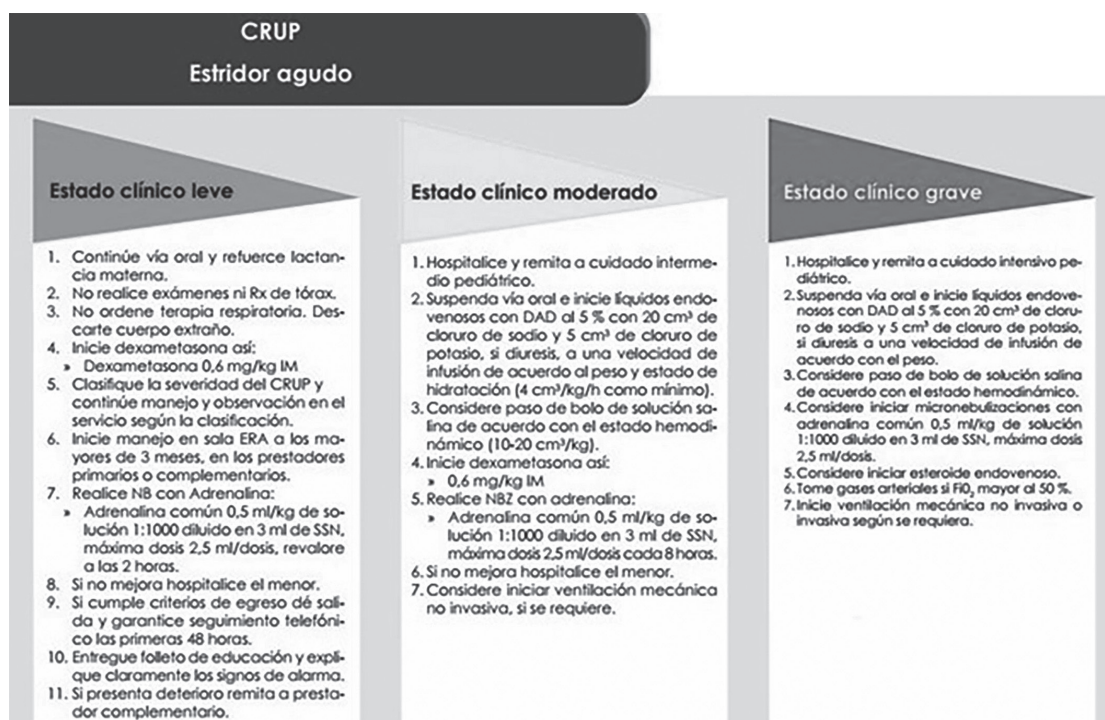 CRUP
Estridor agudo
Estado clínico leve
1. Continúe vía oral y refuerce lactan-
cia materna.
2. No realice exámenes ni Rx de tórax.
3. No ordene terapia respiratoria. Des-
carte cuerpo extraño.
4. Inicie dexametasona así:
» Dexametasona 0,6 mg/kg IM
5. Clasifique la severidad del CRUP y
continúe manejo y observación en el
servicio según la clasificación.
6. Inicie manejo en sala ERA a los ma-
yores de 3 meses, en los prestadores
primarios o complementarios.
7. Realice NB con Adrenalina:
» Adrenalina común 0,5 ml/kg de so-
lución 1:1000 diluido en 3 ml de SSN,
máxima dosis 2,5 ml/dosis, revalore
a las 2 horas.
8. Si no mejora hospitalice el menor.
9. Si cumple criterios de egreso dé sali-
da y garantice seguimiento telefóni-
co las primeras 48 horas.
10. Entregue folleto de educación y expli-
que claramente los signos de alarma.
11. Si presenta deterioro remita a presta-
dor complementario.
Estado clínico moderado
1. Hospitalice y remita a cuidado interme-
dio pediátrico.
2. Suspenda vía oral e inicie líquidos endo-
venosos con DAD al 5 % con 20 cm³ de
cloruro de sodio y 5 cm³ de cloruro de
potasio, si diuresis, a una velocidad de
infusión de acuerdo al peso y estado de
hidratación (4 cm³/kg/h como mínimo).
3. Considere paso de bolo de solución sa-
lina de acuerdo con el estado hemodi-
námico (10-20 cm³/kg).
4. Inicie dexametasona así:
» 0,6 mg/kg IM
5. Realice NBZ con adrenalina:
» Adrenalina común 0,5 ml/kg de so-
lución 1:1000 diluido en 3 ml de SSN,
máxima dosis 2,5 ml/dosis cada 8 horas.
6. Si no mejora hospitalice el menor.
7. Considere iniciar ventilación mecánica
no invasiva, si se requiere.
Estado clínico grave
1. Hospitalice y remita a cuidado intensivo pe-
diátrico.
2. Suspenda vía oral e inicie líquidos endove-
nosos con DAD al 5 % con 20 cm³ de cloru-
ro de sodio y 5 cm³ de cloruro de potasio,
si diuresis a una velocidad de infusión de
acuerdo con el peso.
3. Considere paso de bolo de solución salina
de acuerdo con el estado hemodinámico.
4. Considere iniciar micronebulizaciones con
adrenalina común 0,5 ml/kg de solución
1:1000 diluido en 3 ml de SSN, máxima dosis
2,5 ml/dosis.
5. Considere iniciar esteroide endovenoso.
6. Tome gases arteriales si FiO₂ mayor al 50 %.
7. Inicie ventilación mecánica no invasiva o
invasiva según se requiera.